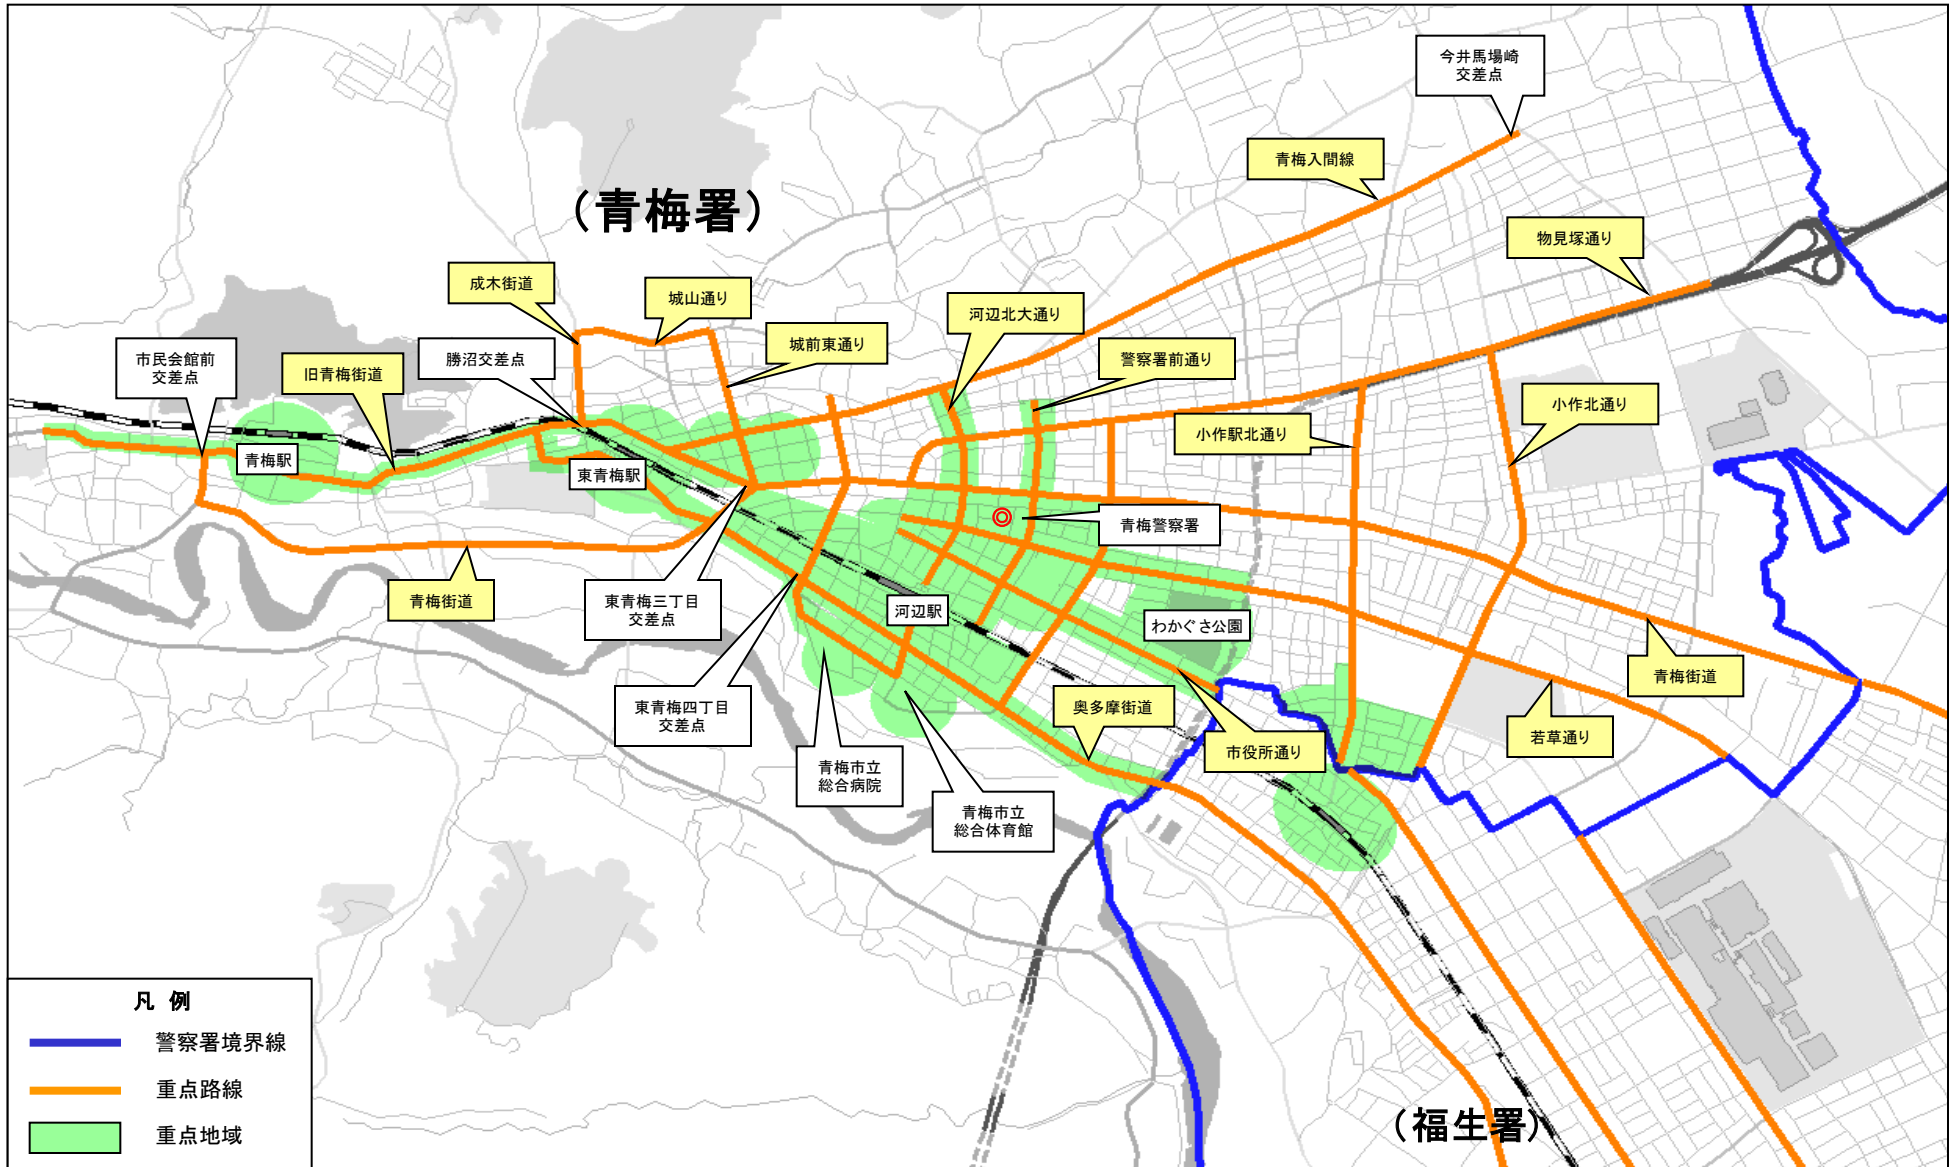 今井馬場崎
交差点
青梅入間線
(青梅署)
物見塚通り
成木街道
城山通り
河辺北大通り
城前東通り
警察署前通り
市民会館前
交差点
旧青梅街道
勝沼交差点
小作北通り
小作駅北通り
青梅駅
東青梅駅
青梅警察署
青梅街道
東青梅三丁目
交差点
河辺駅
わかぐさ公園
青梅街道
東青梅四丁目
交差点
奥多摩街道
市役所通り
若草通り
青梅市立
総合病院
青梅市立
総合体育館
凡 例
警察署境界線
重点路線
重点地域
(福生署)